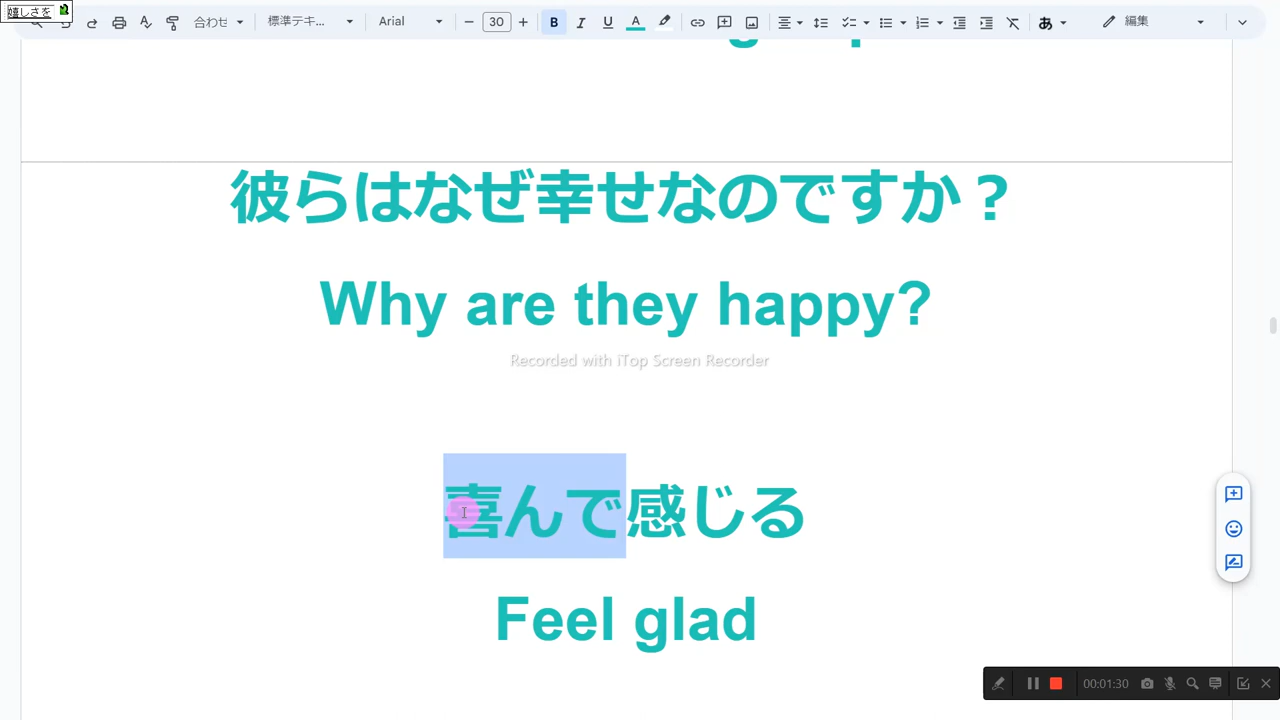 嬉しさを
合わせ
標準テキ...
Arial
30
B
I
U
A
あ
編集
彼らはなぜ幸せなのですか？
Why are they happy?
Recorded with iTop Screen Recorder
喜んで感じる
Feel glad
00:01:30